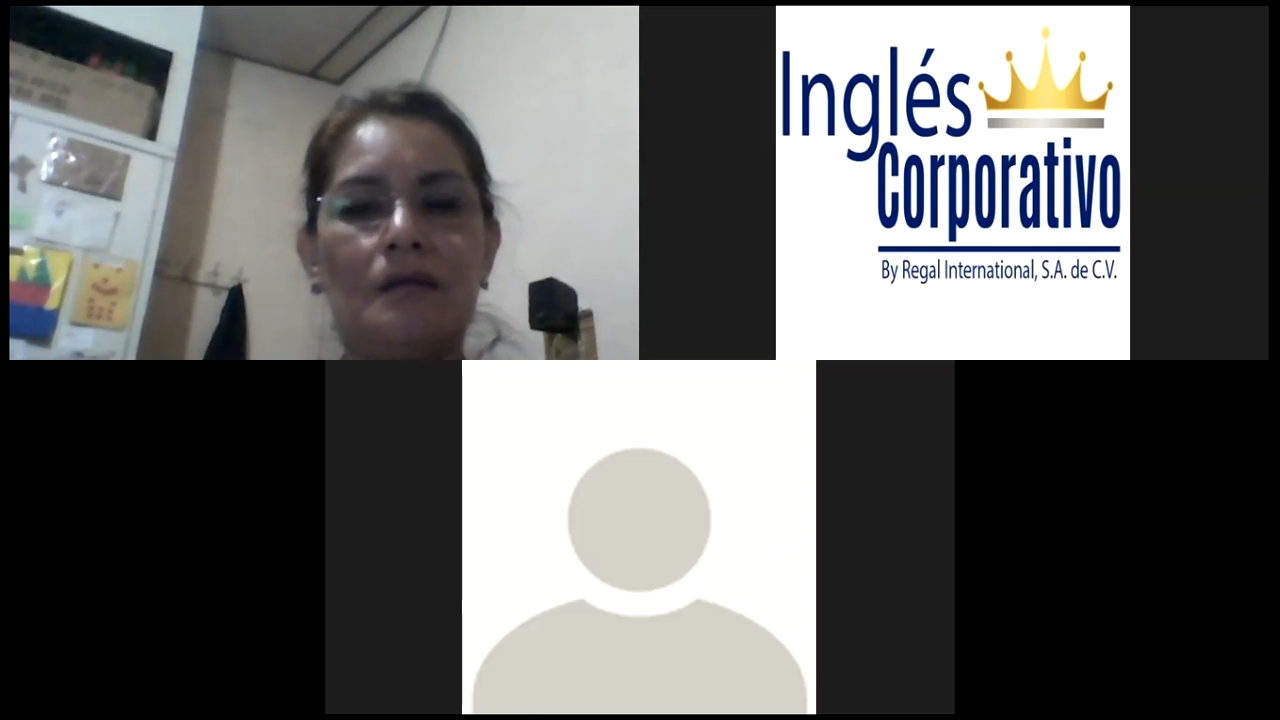 Inglés
Corporativo
By Regal International, S.A. de C.V.